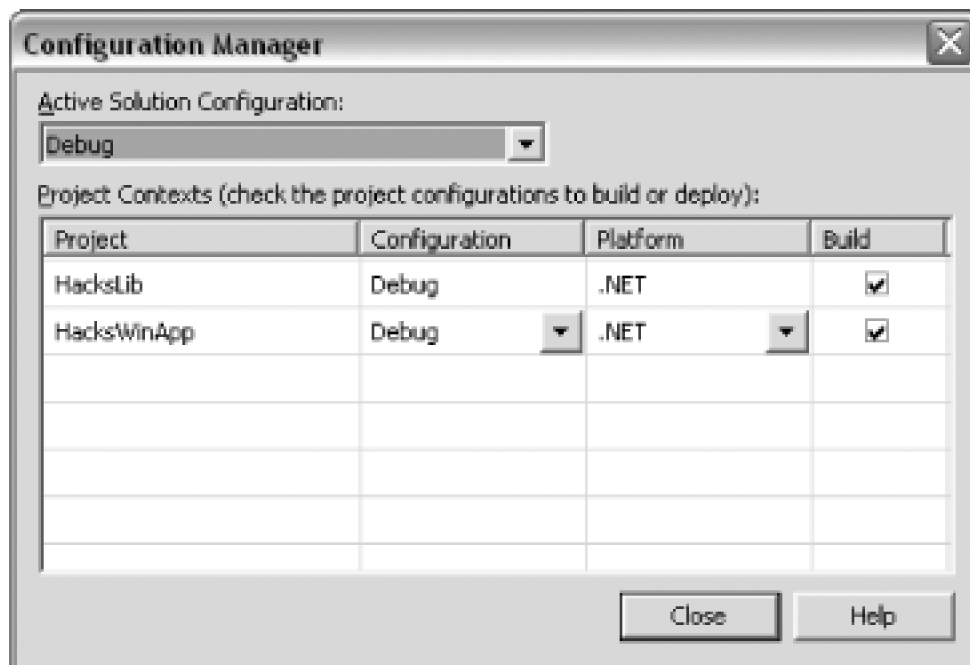 Configuration Manager
Active Solution Configuration:
Debug
Project Contexts (check the project configurations to build or deploy):
Project Configuration Platform Build
HacksLib Debug .NET
HacksWinApp Debug .NET
Close Help